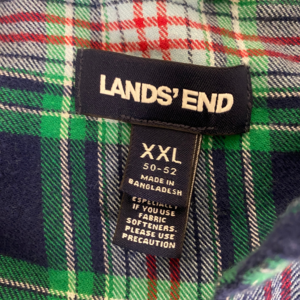 LANDS' END
XXL
50-52
MADE IN
BANGLADESH
ESPECIALLY
IF YOU USE
FABRIC
SOFTENERS.
PLEASE USE
PRECAUTION